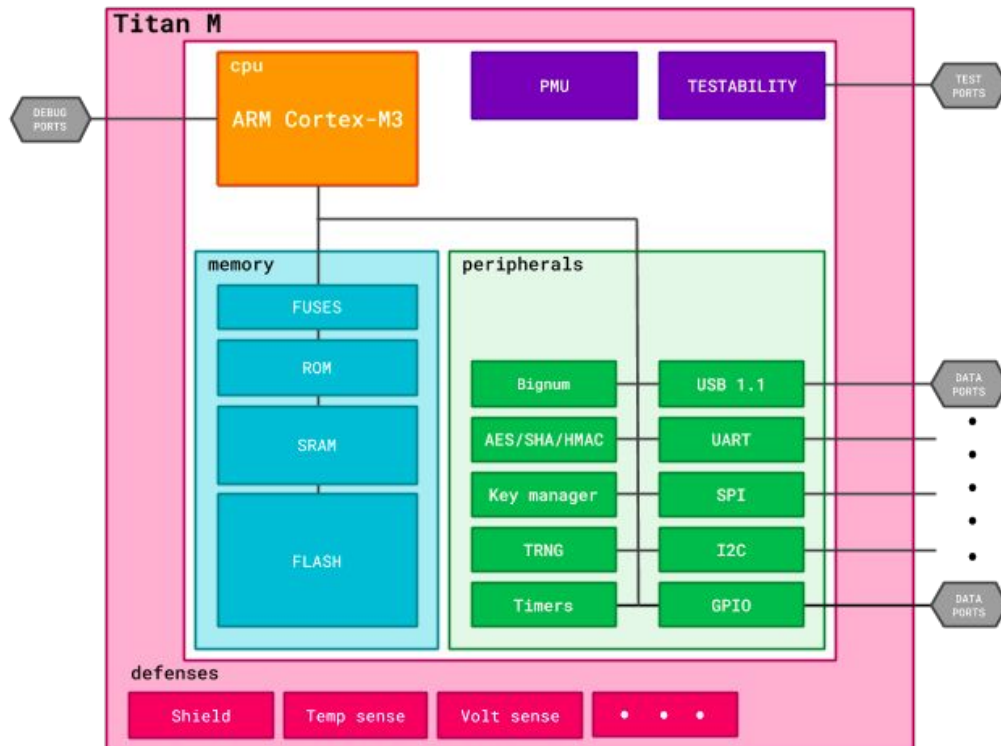 Titan M
cpu
ARM Cortex-M3
PMU
TESTABILITY
TEST
PORTS
DEBUG
PORTS
memory
FUSES
ROM
SRAM
FLASH
peripherals
Bignum
USB 1.1
AES/SHA/HMAC
UART
Key manager
SPI
TRNG
I2C
Timers
GPIO
DATA
PORTS
DATA
PORTS
defenses
Shield
Temp sense
Volt sense
• • •